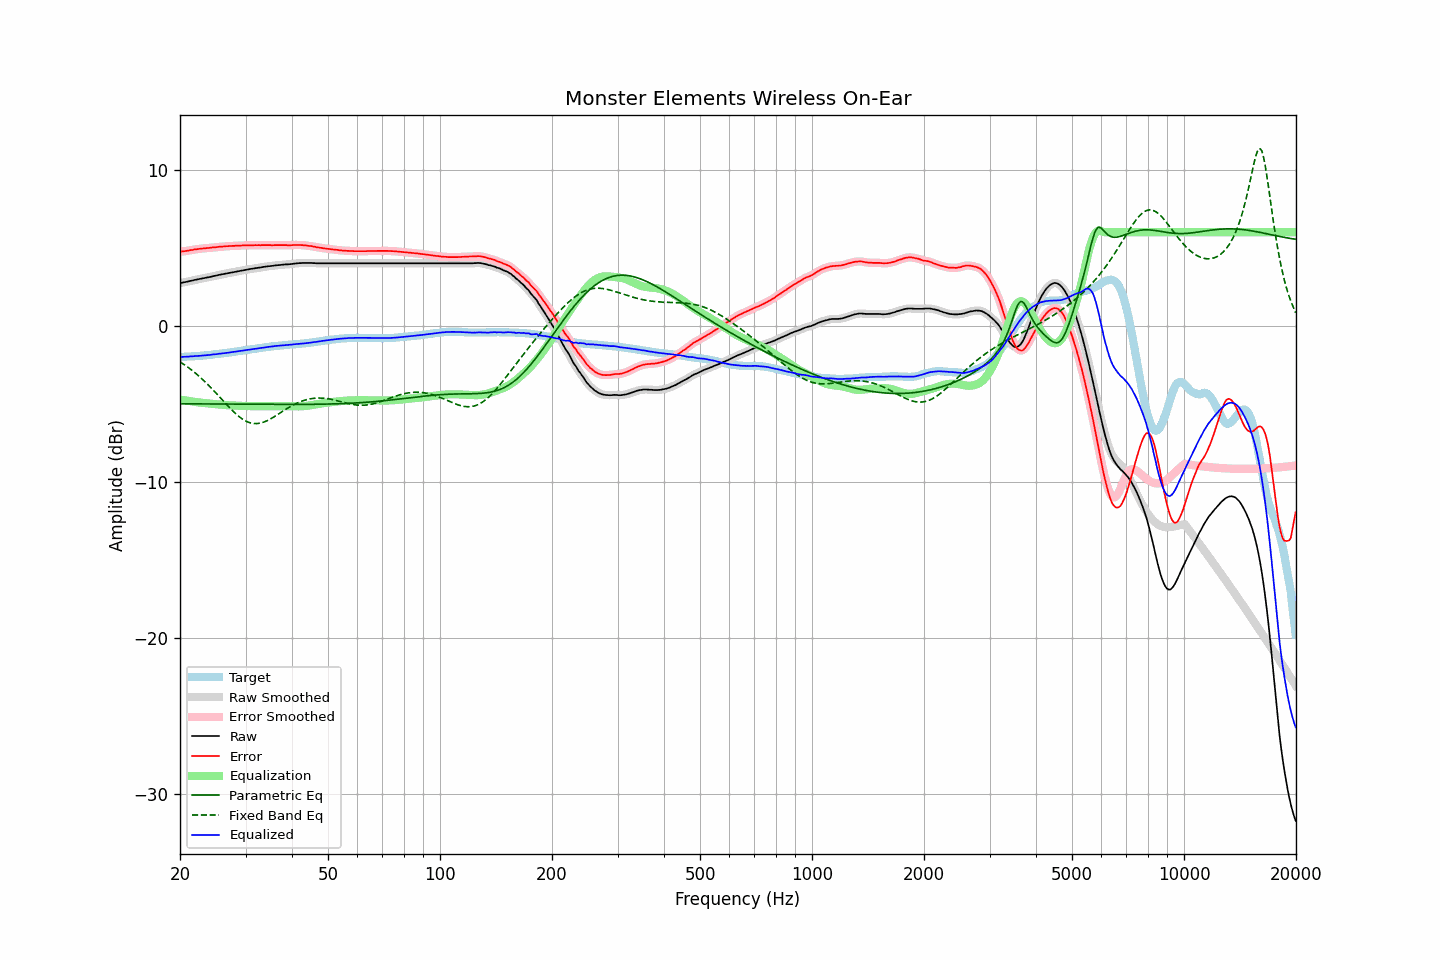 Monster Elements Wireless On-Ear
Amplitude (dBr)
10
0
−10
−20
−30
Target
Raw Smoothed
Error Smoothed
Raw
Error
Equalization
Parametric Eq
Fixed Band Eq
Equalized
20 50 100 200 500 1000 2000 5000 10000 20000
Frequency (Hz)